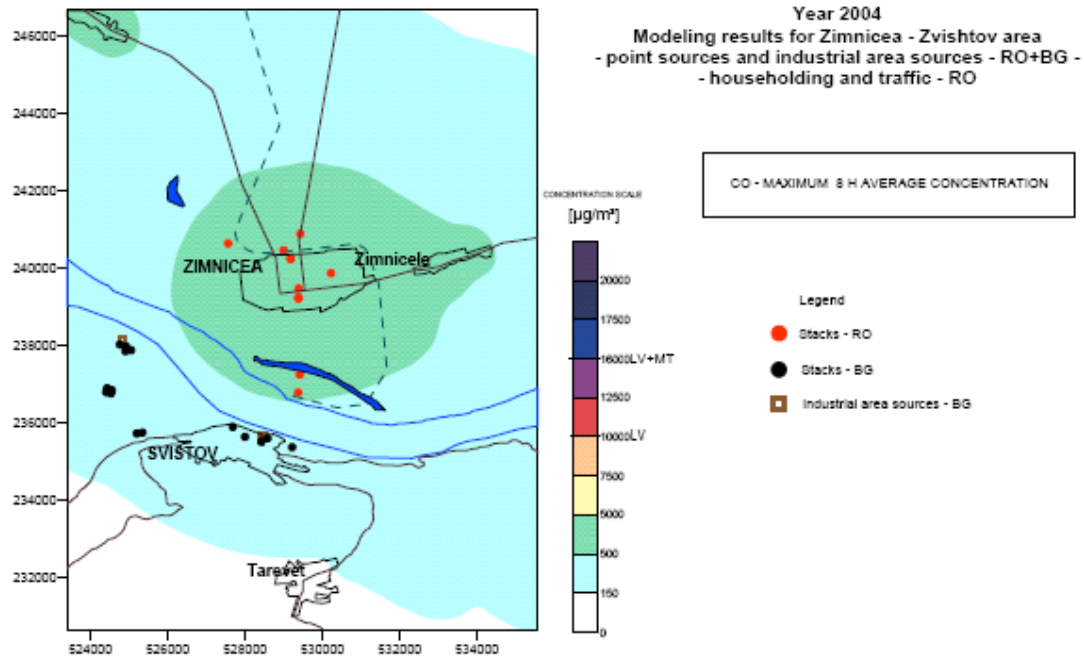 Year 2004
Modeling results for Zimnicea - Zvishtov area
- point sources and industrial area sources - RO+BG -
- householding and traffic - RO
CO - MAXIMUM 8 H AVERAGE CONCENTRATION
CONCENTRATION SCALE
[µg/m³]
20000
17500
16000LV+MT
12500
10000LV
7500
5000
500
150
0
Legend
Stacks - RO
Stacks - BG
Industrial area sources - BG
246000
244000
242000
240000
238000
236000
234000
232000
ZIMNICEA
Zimnicele
SVISTOV
Tarevet
524000
526000
528000
530000
532000
534000